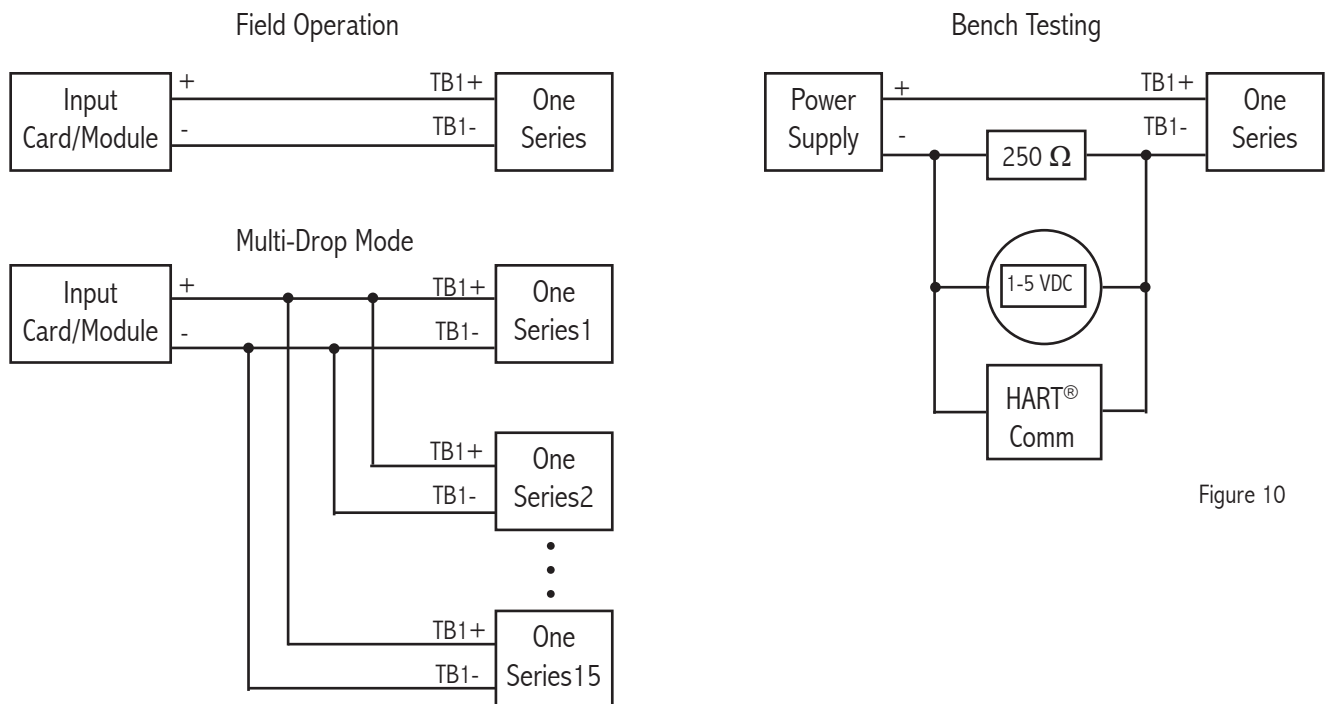 Field Operation
Input
Card/Module
+
-
TB1+
TB1-
One
Series
Multi-Drop Mode
Input
Card/Module
+
-
TB1+
TB1-
One
Series1
TB1+
TB1-
One
Series2
TB1+
TB1-
One
Series15
Bench Testing
Power
Supply
+
-
250 Ω
TB1+
TB1-
One
Series
1-5 VDC
HART®
Comm
Figure 10